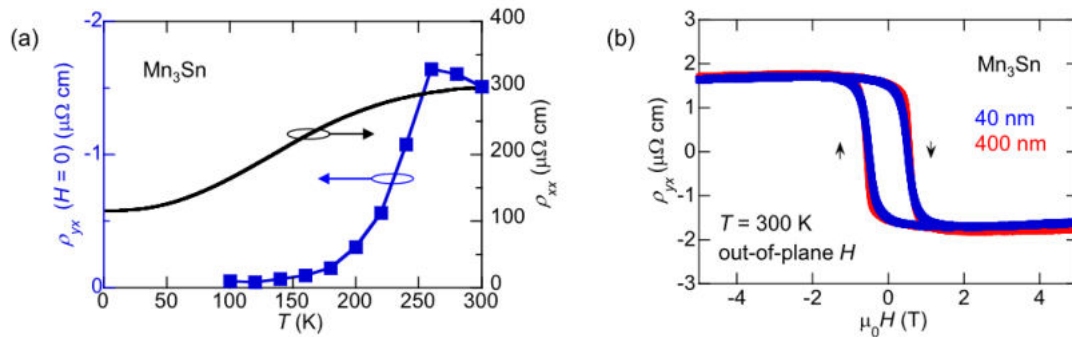 (a)
Mn₃Sn
ρyx (H = 0) (μΩ cm)
-2
-1
0
ρxx (μΩ cm)
400
300
200
100
0
0 50 100 150 200 250 300
T (K)
(b)
Mn₃Sn
40 nm
400 nm
T = 300 K
out-of-plane H
ρyx (μΩ cm)
3
2
1
0
-1
-2
-3
-4 -2 0 2 4
μ₀H (T)